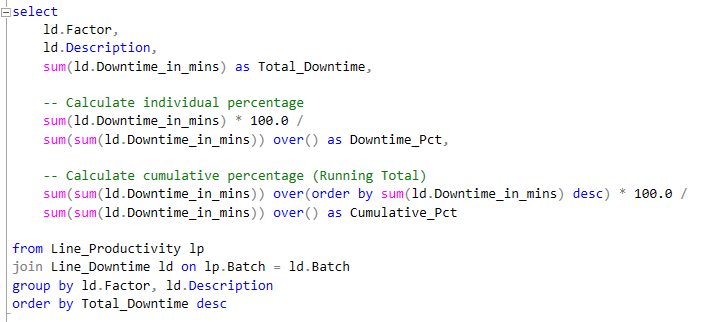 select
ld.Factor,
ld.Description,
sum(ld.Downtime_in_mins) as Total_Downtime,
-- Calculate individual percentage
sum(ld.Downtime_in_mins) * 100.0 /
sum(sum(ld.Downtime_in_mins)) over() as Downtime_Pct,
-- Calculate cumulative percentage (Running Total)
sum(sum(ld.Downtime_in_mins)) over(order by sum(ld.Downtime_in_mins) desc) * 100.0 /
sum(sum(ld.Downtime_in_mins)) over() as Cumulative_Pct
from Line_Productivity lp
join Line_Downtime ld on lp.Batch = ld.Batch
group by ld.Factor, ld.Description
order by Total_Downtime desc